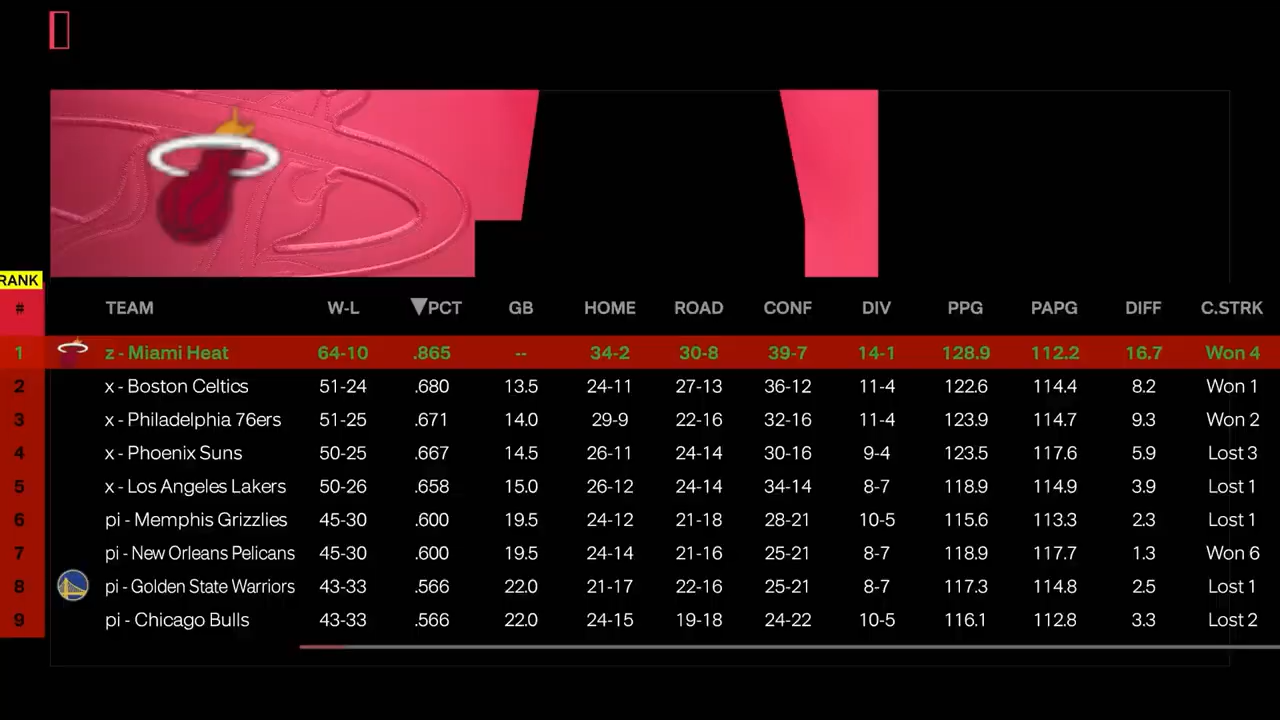 RANK
# TEAM W-L ▼PCT GB HOME ROAD CONF DIV PPG PAPG DIFF C.STRK
1 z - Miami Heat 64-10 .865 -- 34-2 30-8 39-7 14-1 128.9 112.2 16.7 Won 4
2 x - Boston Celtics 51-24 .680 13.5 24-11 27-13 36-12 11-4 122.6 114.4 8.2 Won 1
3 x - Philadelphia 76ers 51-25 .671 14.0 29-9 22-16 32-16 11-4 123.9 114.7 9.3 Won 2
4 x - Phoenix Suns 50-25 .667 14.5 26-11 24-14 30-16 9-4 123.5 117.6 5.9 Lost 3
5 x - Los Angeles Lakers 50-26 .658 15.0 26-12 24-14 34-14 8-7 118.9 114.9 3.9 Lost 1
6 pi - Memphis Grizzlies 45-30 .600 19.5 24-12 21-18 28-21 10-5 115.6 113.3 2.3 Lost 1
7 pi - New Orleans Pelicans 45-30 .600 19.5 24-14 21-16 25-21 8-7 118.9 117.7 1.3 Won 6
8 pi - Golden State Warriors 43-33 .566 22.0 21-17 22-16 25-21 8-7 117.3 114.8 2.5 Lost 1
9 pi - Chicago Bulls 43-33 .566 22.0 24-15 19-18 24-22 10-5 116.1 112.8 3.3 Lost 2